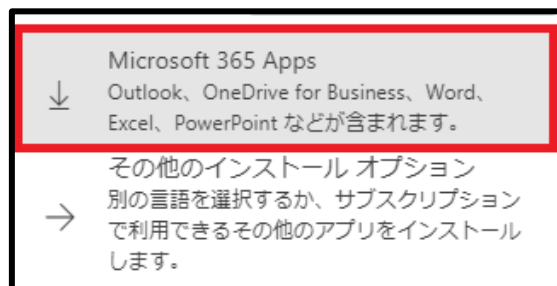 Microsoft 365 Apps
Outlook、OneDrive for Business、Word、
Excel、PowerPoint などが含まれます。
その他のインストール オプション
別の言語を選択するか、サブスクリプション
で利用できるその他のアプリをインストール
します。